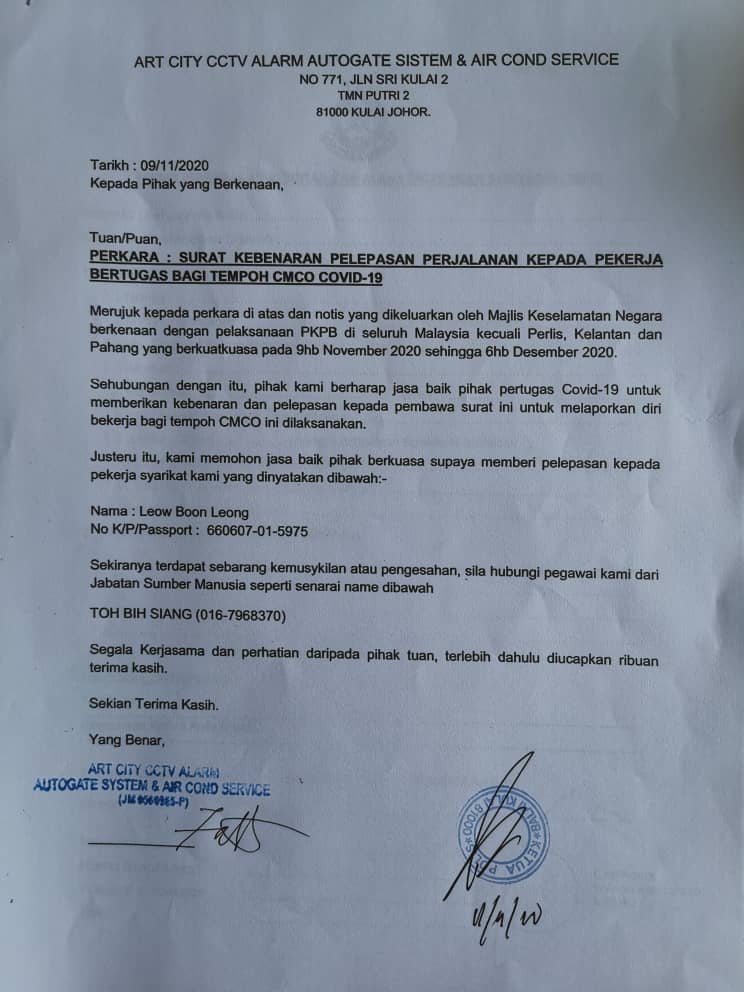 ART CITY CCTV ALARM AUTOGATE SISTEM & AIR COND SERVICE
NO 771, JLN SRI KULAI 2
TMN PUTRI 2
81000 KULAI JOHOR.
Tarikh : 09/11/2020
Kepada Pihak yang Berkenaan,
Tuan/Puan,
PERKARA : SURAT KEBENARAN PELEPASAN PERJALANAN KEPADA PEKERJA
BERTUGAS BAGI TEMPOH CMCO COVID-19
Merujuk kepada perkara di atas dan notis yang dikeluarkan oleh Majlis Keselamatan Negara
berkenaan dengan pelaksanaan PKPB di seluruh Malaysia kecuali Perlis, Kelantan dan
Pahang yang berkuatkuasa pada 9hb November 2020 sehingga 6hb Desember 2020.
Sehubungan dengan itu, pihak kami berharap jasa baik pihak pertugas Covid-19 untuk
memberikan kebenaran dan pelepasan kepada pembawa surat ini untuk melaporkan diri
bekerja bagi tempoh CMCO ini dilaksanakan.
Justeru itu, kami memohon jasa baik pihak berkuasa supaya memberi pelepasan kepada
pekerja syarikat kami yang dinyatakan dibawah:-
Nama : Leow Boon Leong
No K/P/Passport : 660607-01-5975
Sekiranya terdapat sebarang kemusykilan atau pengesahan, sila hubungi pegawai kami dari
Jabatan Sumber Manusia seperti senarai name dibawah
TOH BIH SIANG (016-7968370)
Segala Kerjasama dan perhatian daripada pihak tuan, terlebih dahulu diucapkan ribuan
terima kasih.
Sekian Terima Kasih.
Yang Benar,
ART CITY CCTV ALARM
AUTOGATE SYSTEM & AIR COND SERVICE
KETUA POLIS
81000